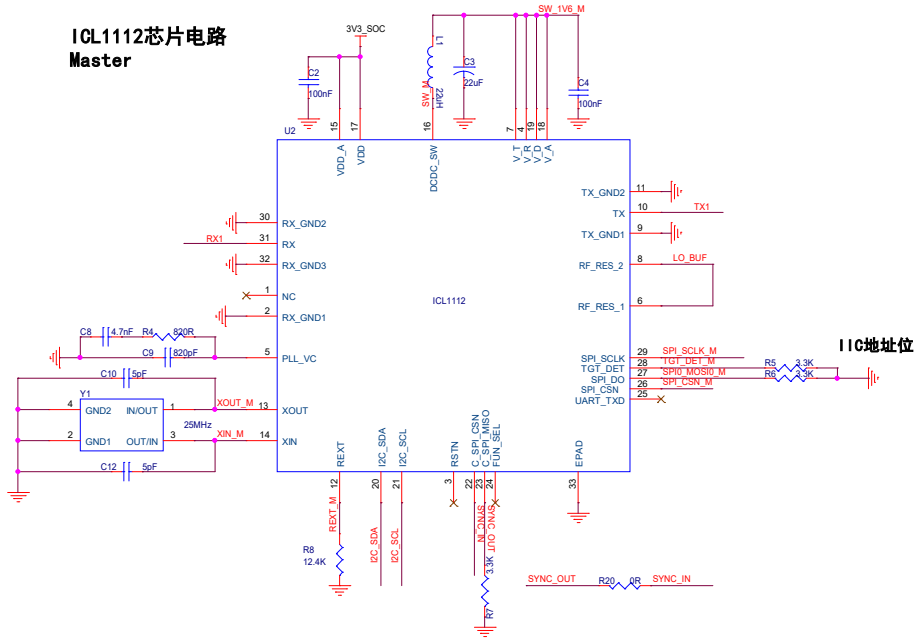 ICL1112芯片电路
Master
3V3_SOC
SW_1V6_M
C2
100nF
L1
22uH
SW_M
C3
22uF
C4
100nF
U2
15
17
16
7
4
19
18
VDD_A
VDD
DCDC_SW
V_T
V_R
V_D
V_A
30
RX_GND2
RX1
31
RX
32
RX_GND3
1
NC
2
RX_GND1
5
PLL_VC
13
XOUT
14
XIN
ICL1112
TX_GND2
11
TX
10
TX1
TX_GND1
9
RF_RES_2
8
LO_BUF
RF_RES_1
6
SPI_SCLK
29
SPI_SCLK_M
TGT_DET
28
TGT_DET_M
SPI_DO
27
SPI0_MOSI0_M
SPI_CSN
26
SPI_CSN_M
UART_TXD
25
R5
3.3K
R6
3.3K
IIC地址位
C8
4.7nF
R4
820R
C9
820pF
C10
5pF
Y1
4
GND2
IN/OUT
1
XOUT_M
25MHz
2
GND1
OUT/IN
3
XIN_M
C12
5pF
REXT
I2C_SDA
I2C_SCL
RSTN
C_SPI_CSN
C_SPI_MISO
FUN_SEL
EPAD
12
20
21
3
22
23
24
33
REXT_M
I2C_SDA
I2C_SCL
SYNC_IN
SYNC_OUT
R8
12.4K
3.3K
R7
SYNC_OUT
R20
0R
SYNC_IN